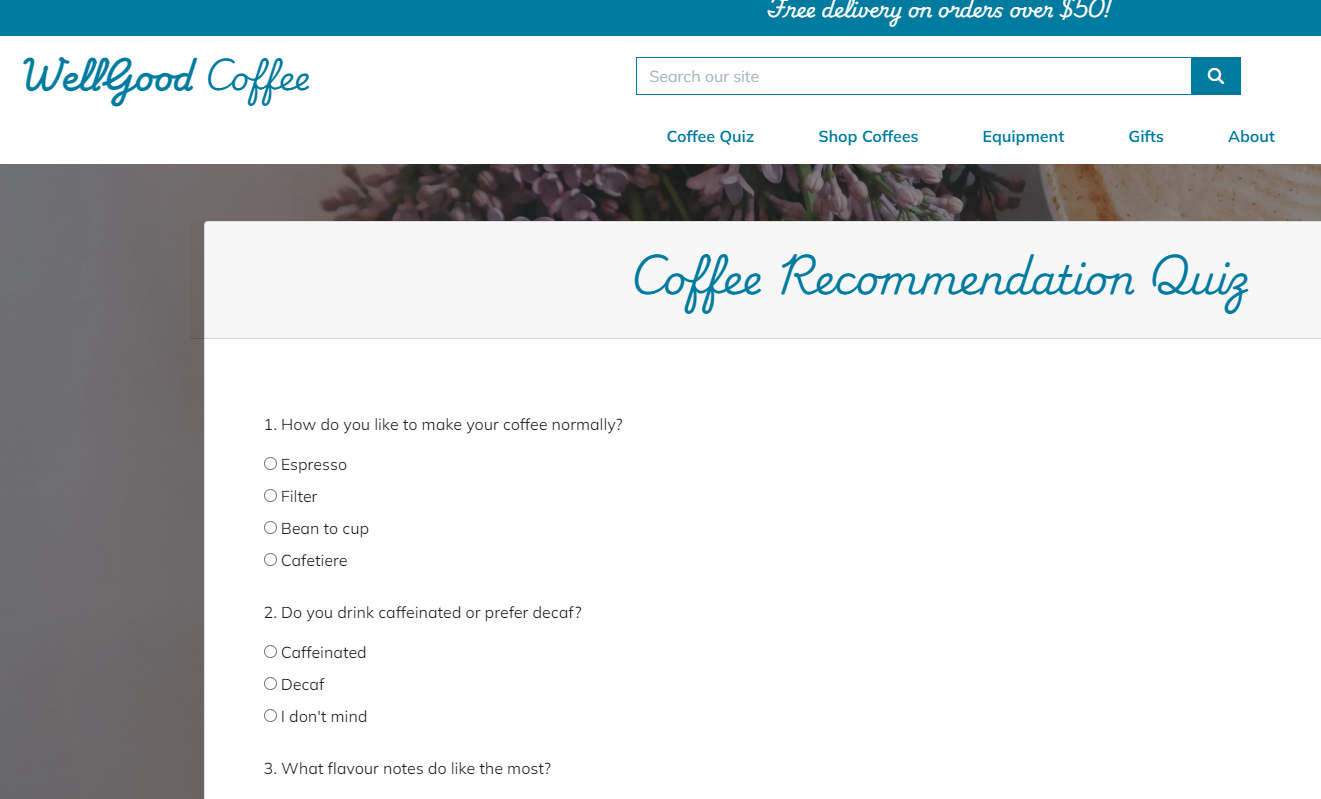 Free delivery on orders over $50!
WellGood Coffee
Search our site
Coffee Quiz Shop Coffees Equipment Gifts About
Coffee Recommendation Quiz
1. How do you like to make your coffee normally?
Espresso
Filter
Bean to cup
Cafetiere
2. Do you drink caffeinated or prefer decaf?
Caffeinated
Decaf
I don't mind
3. What flavour notes do like the most?